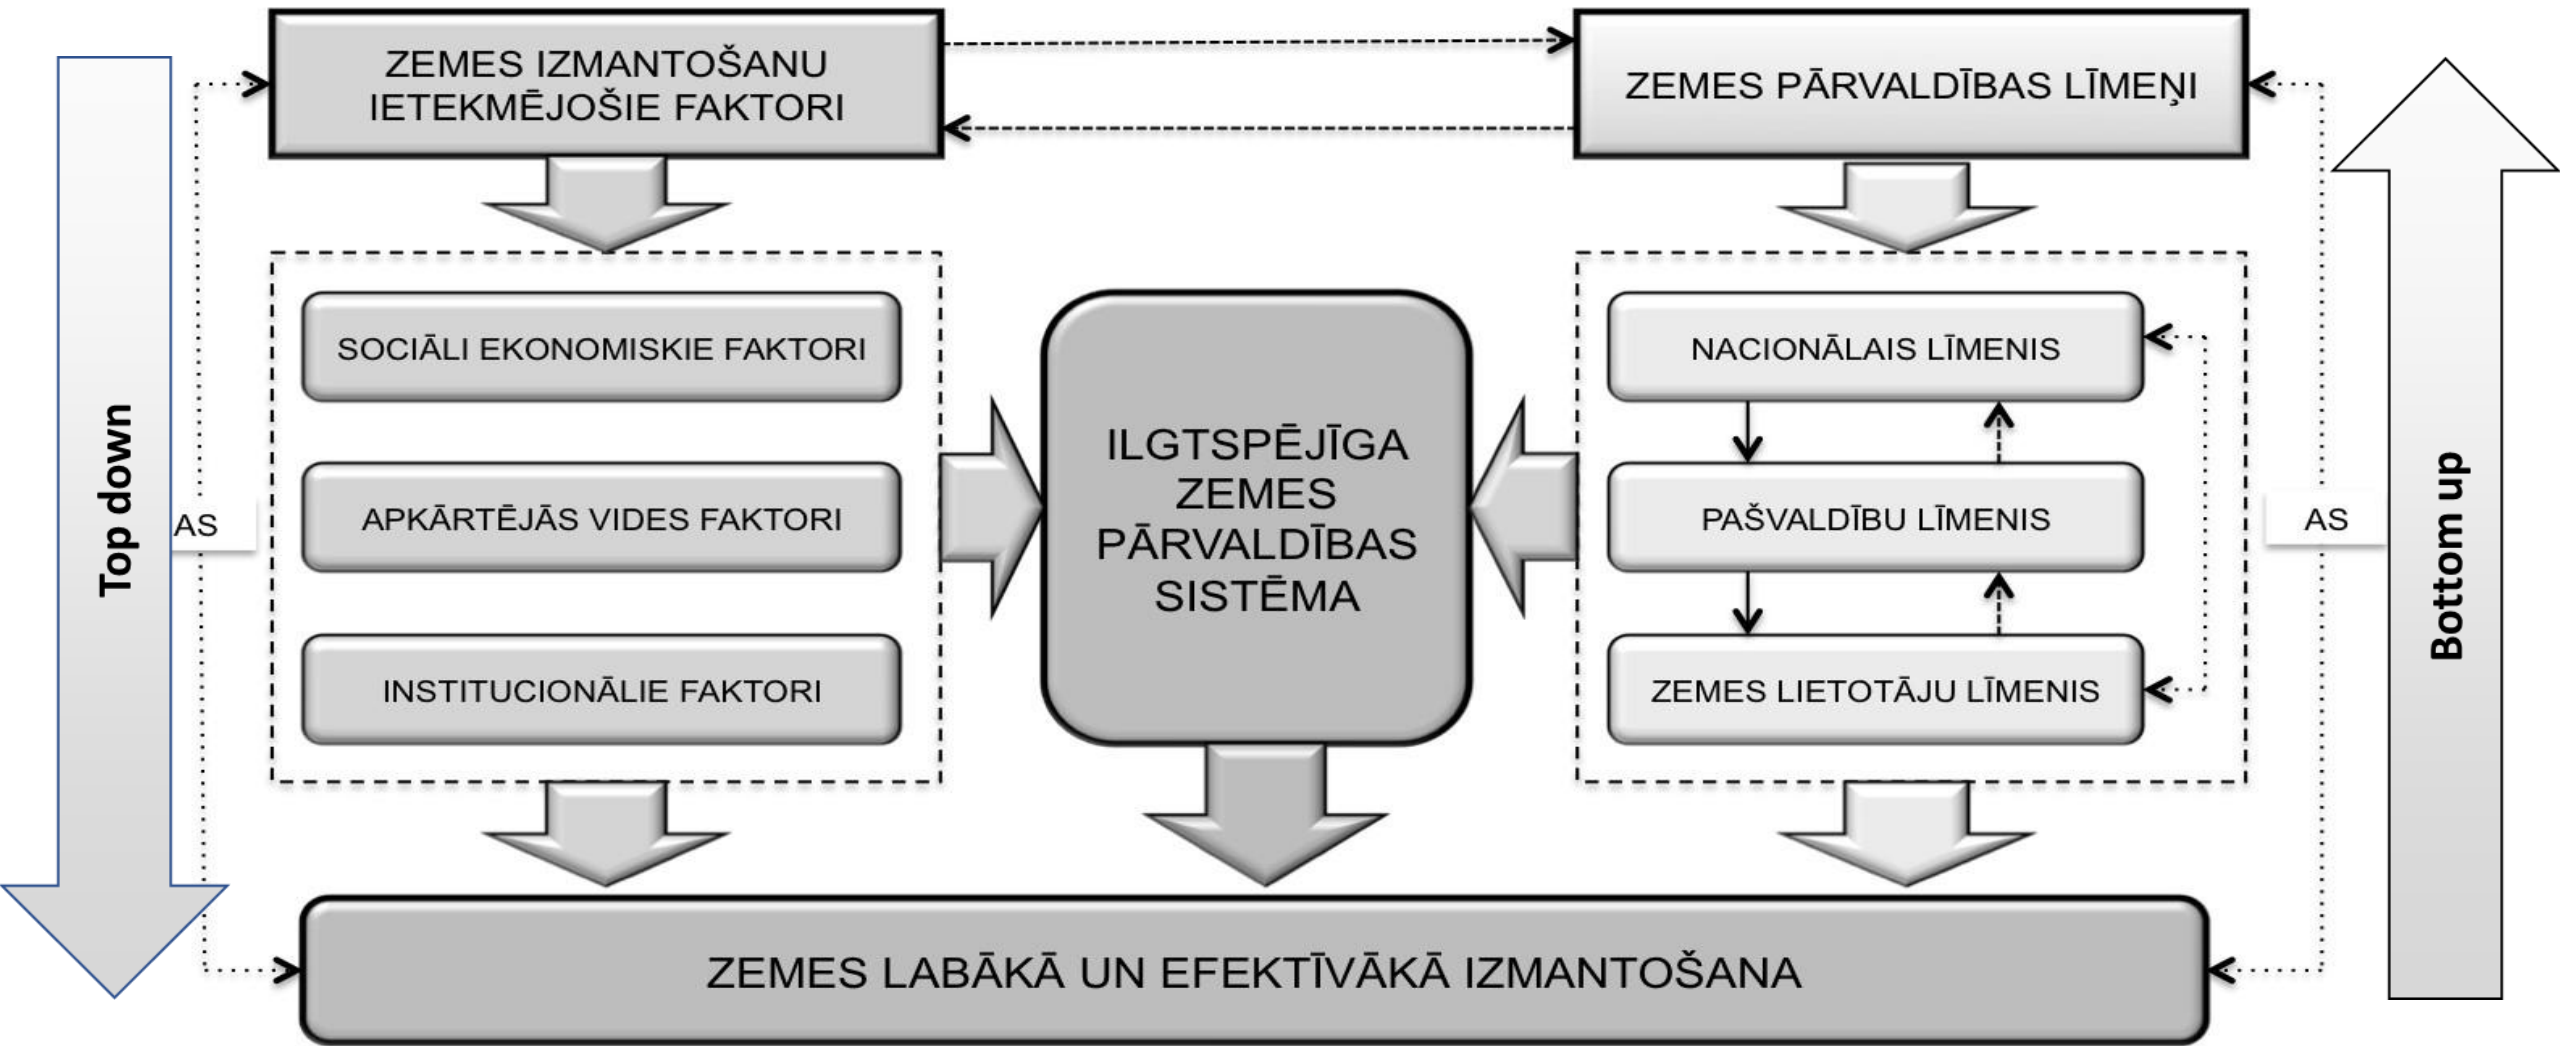 ZEMES IZMANTOŠANU
IETEKMĒJOŠIE FAKTORI
ZEMES PĀRVALDĪBAS LĪMEŅI
Top down
AS
SOCIĀLI EKONOMISKIE FAKTORI
APKĀRTĒJĀS VIDES FAKTORI
INSTITUCIONĀLIE FAKTORI
ILGTSPĒJĪGA
ZEMES
PĀRVALDĪBAS
SISTĒMA
NACIONĀLAIS LĪMENIS
PAŠVALDĪBU LĪMENIS
ZEMES LIETOTĀJU LĪMENIS
AS
Bottom up
ZEMES LABĀKĀ UN EFEKTĪVĀKĀ IZMANTOŠANA